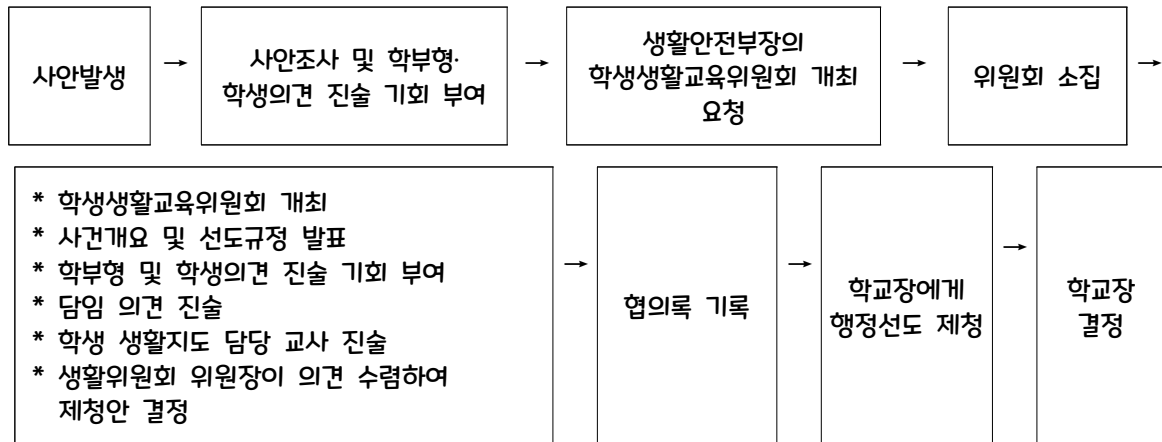 사안발생
→
사안조사 및 학부형·
학생의견 진술 기회 부여
→
생활안전부장의
학생생활교육위원회 개최
요청
→
위원회 소집
→
* 학생생활교육위원회 개최
* 사건개요 및 선도규정 발표
* 학부형 및 학생의견 진술 기회 부여
* 담임 의견 진술
* 학생 생활지도 담당 교사 진술
* 생활위원회 위원장이 의견 수렴하여
제청안 결정
→
협의록 기록
→
학교장에게
행정선도 제청
→
학교장
결정